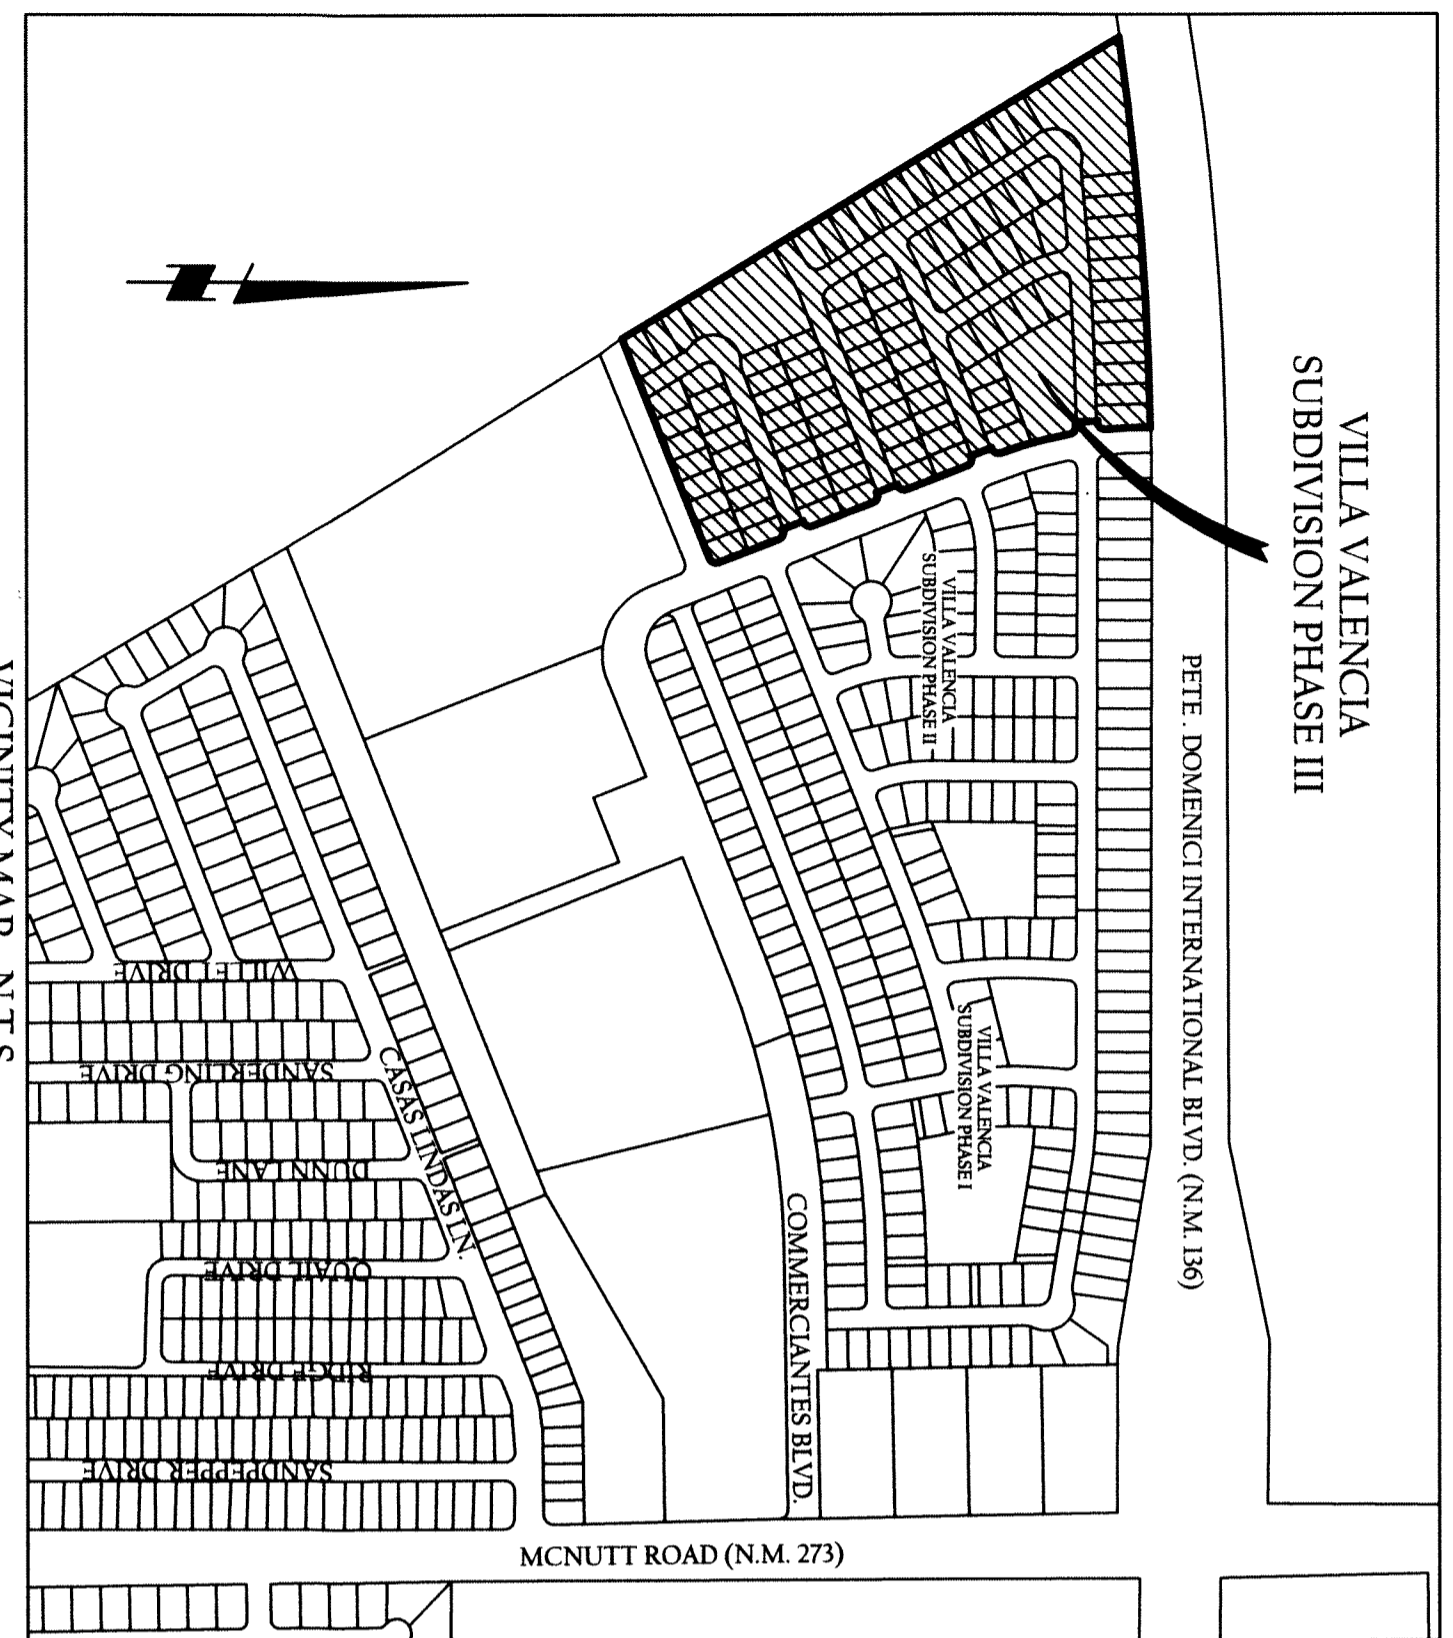 VILLA VALENCIA
SUBDIVISION PHASE III
PETE . DOMENICI INTERNATIONAL BLVD. (N.M. 136)
VILLA VALENCIA
SUBDIVISION PHASE II
VILLA VALENCIA
SUBDIVISION PHASE I
COMMERCIANTES BLVD.
CASAS LINDAS LN.
WILLET DRIVE
SANDERLING DRIVE
DUNN LANE
QUAIL DRIVE
RIDGE DRIVE
SANDPEPPER DRIVE
MCNUTT ROAD (N.M. 273)
VICINITY MAP N.T.S.
N